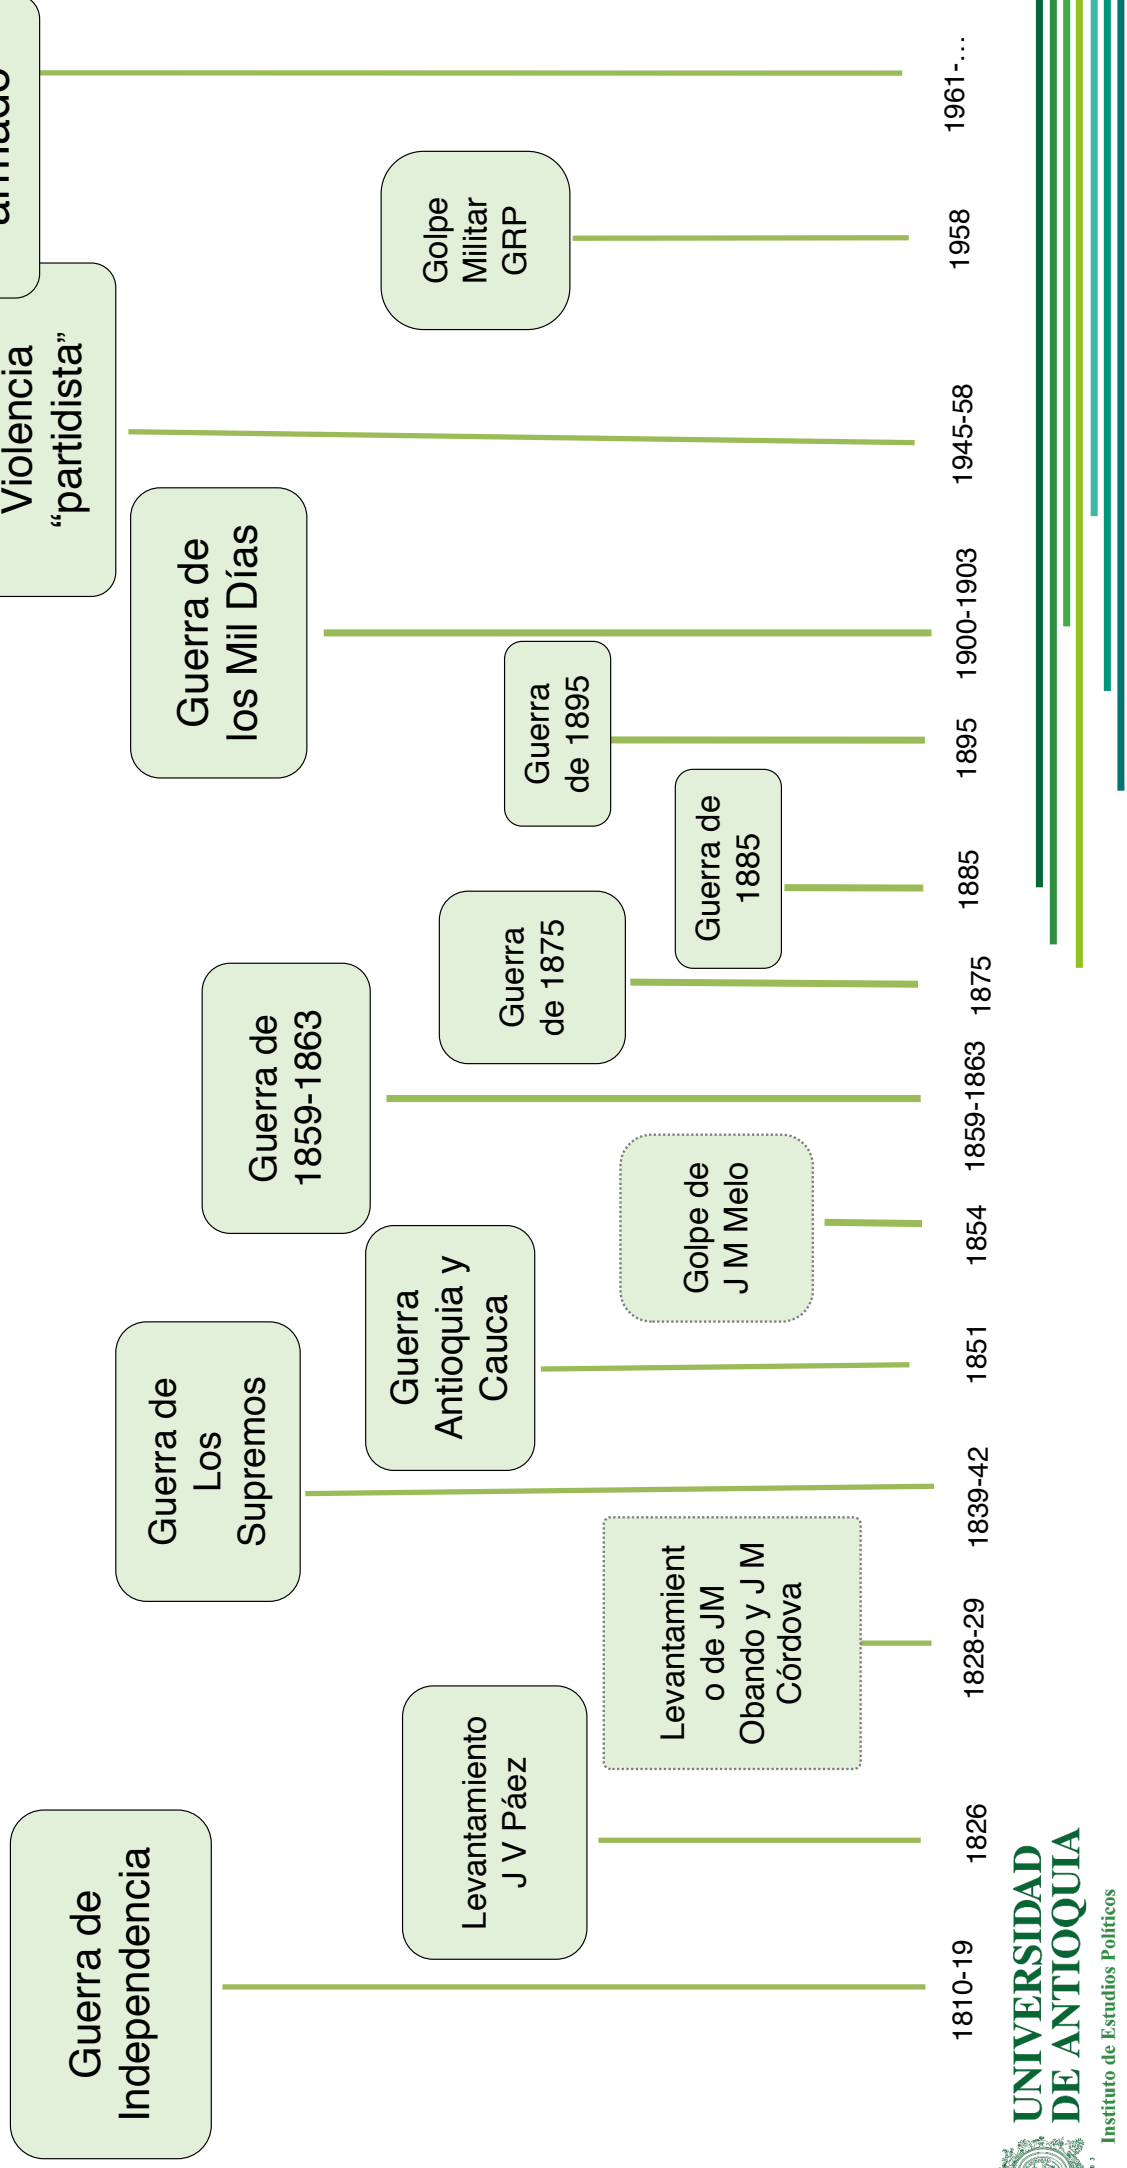 Guerra de
Independencia
Levantamiento
J V Páez
Levantamient
o de JM
Obando y J M
Córdova
Guerra de
Los
Supremos
Guerra
Antioquia y
Cauca
Golpe de
J M Melo
Guerra de
1859-1863
Guerra
de 1875
Guerra de
1885
Guerra
de 1895
Guerra de
los Mil Días
Violencia
“partidista”
Golpe
Militar
GRP
armado
1810-19
1826
1828-29
1839-42
1851
1854
1859-1863
1875
1885
1895
1900-1903
1945-58
1958
1961-...
UNIVERSIDAD
DE ANTIOQUIA
Instituto de Estudios Políticos